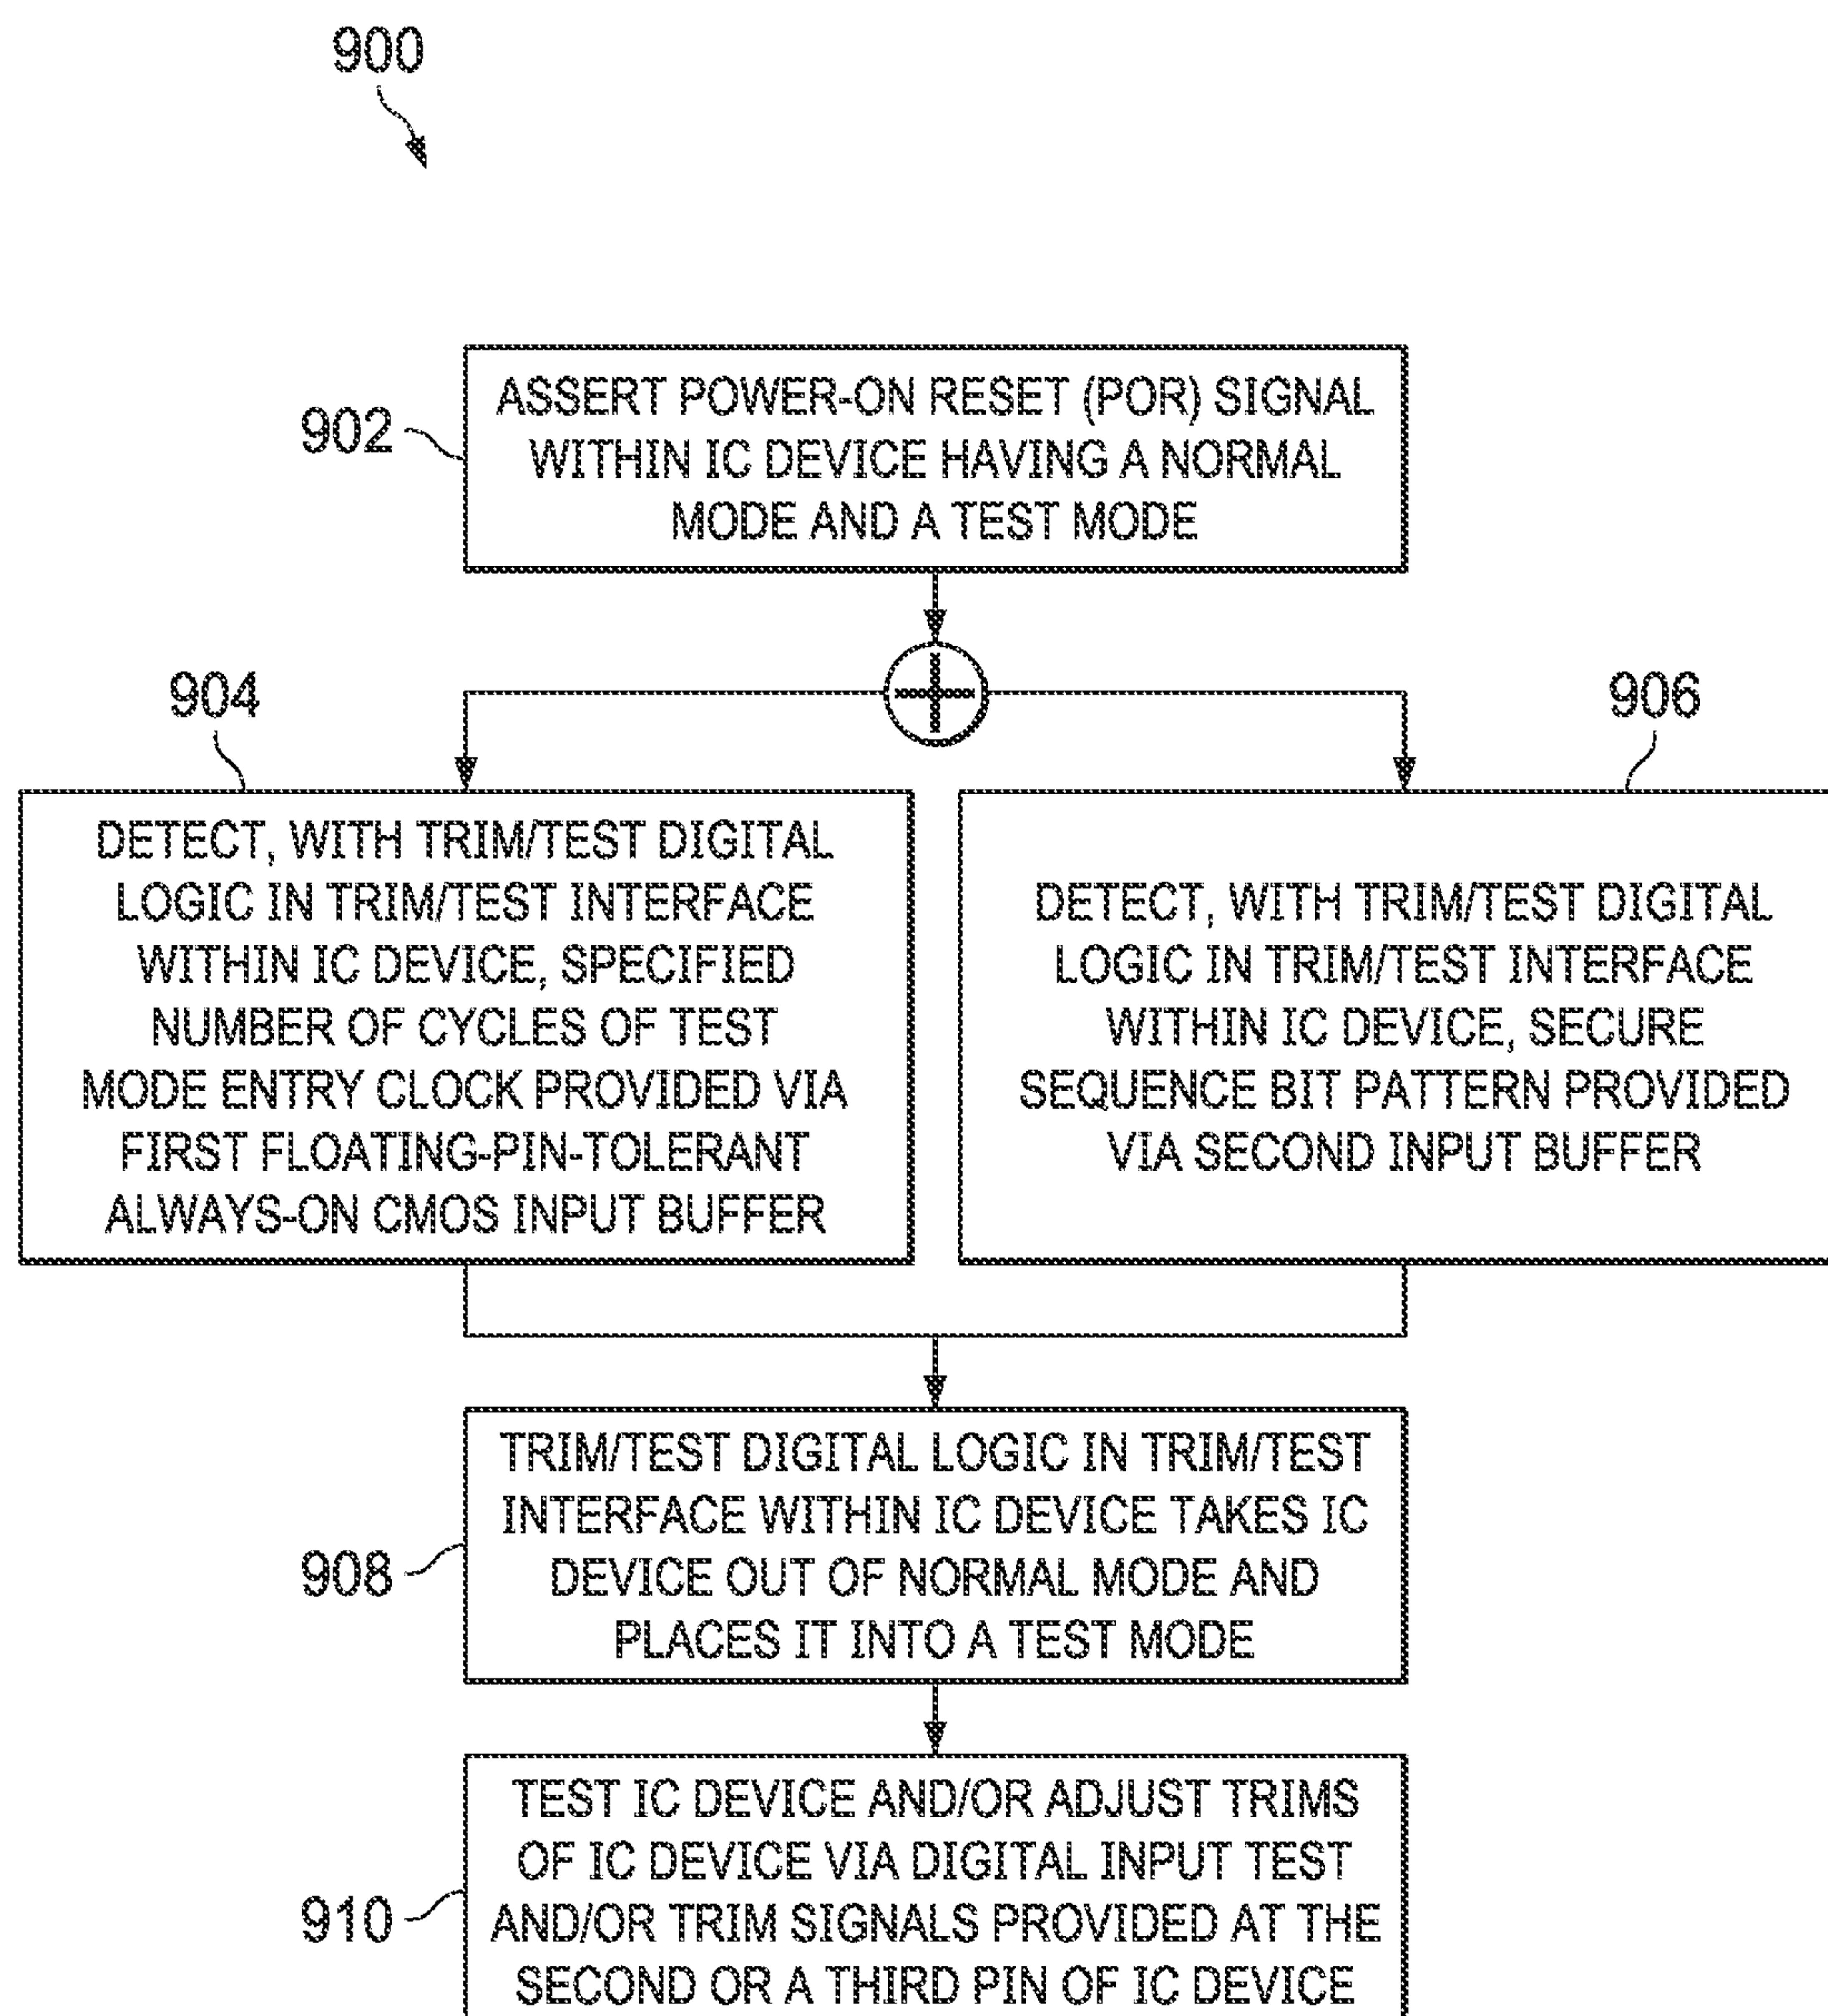 900
902
ASSERT POWER-ON RESET (POR) SIGNAL
WITHIN IC DEVICE HAVING A NORMAL
MODE AND A TEST MODE
904
DETECT, WITH TRIM/TEST DIGITAL
LOGIC IN TRIM/TEST INTERFACE
WITHIN IC DEVICE, SPECIFIED
NUMBER OF CYCLES OF TEST
MODE ENTRY CLOCK PROVIDED VIA
FIRST FLOATING-PIN-TOLERANT
ALWAYS-ON CMOS INPUT BUFFER
906
DETECT, WITH TRIM/TEST DIGITAL
LOGIC IN TRIM/TEST INTERFACE
WITHIN IC DEVICE, SECURE
SEQUENCE BIT PATTERN PROVIDED
VIA SECOND INPUT BUFFER
908
TRIM/TEST DIGITAL LOGIC IN TRIM/TEST
INTERFACE WITHIN IC DEVICE TAKES IC
DEVICE OUT OF NORMAL MODE AND
PLACES IT INTO A TEST MODE
910
TEST IC DEVICE AND/OR ADJUST TRIMS
OF IC DEVICE VIA DIGITAL INPUT TEST
AND/OR TRIM SIGNALS PROVIDED AT THE
SECOND OR A THIRD PIN OF IC DEVICE